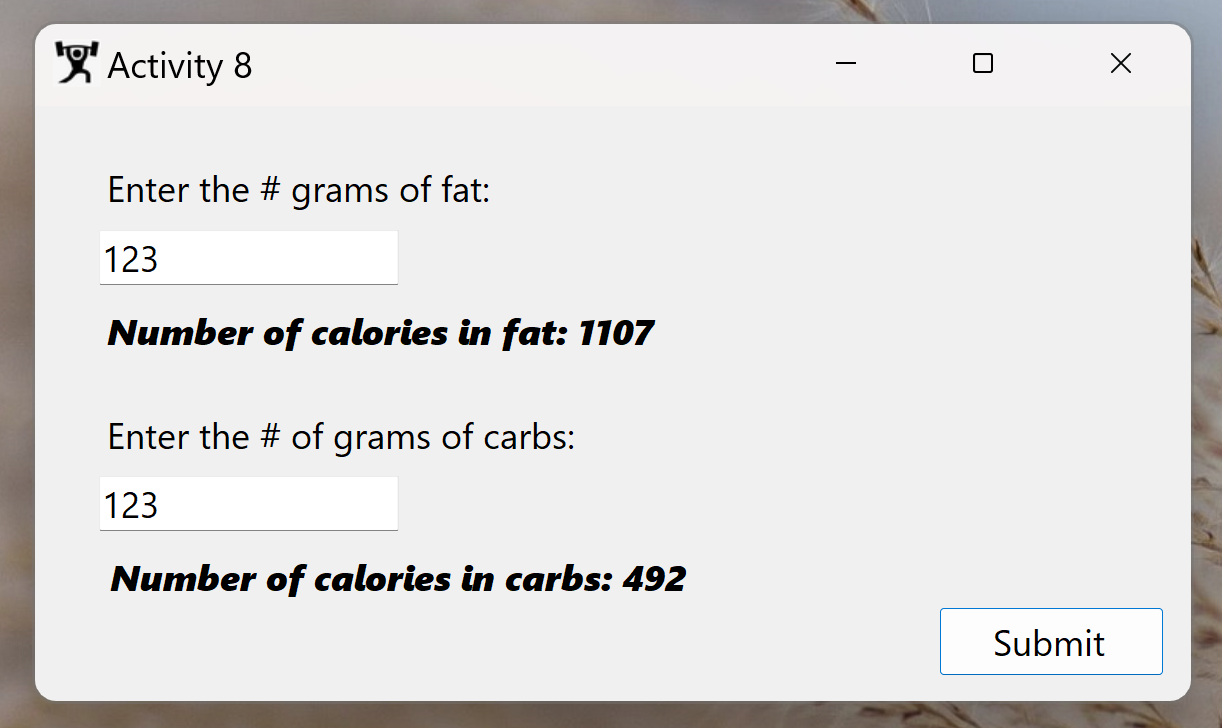 Activity 8
Enter the # grams of fat:
123
Number of calories in fat: 1107
Enter the # of grams of carbs:
123
Number of calories in carbs: 492
Submit